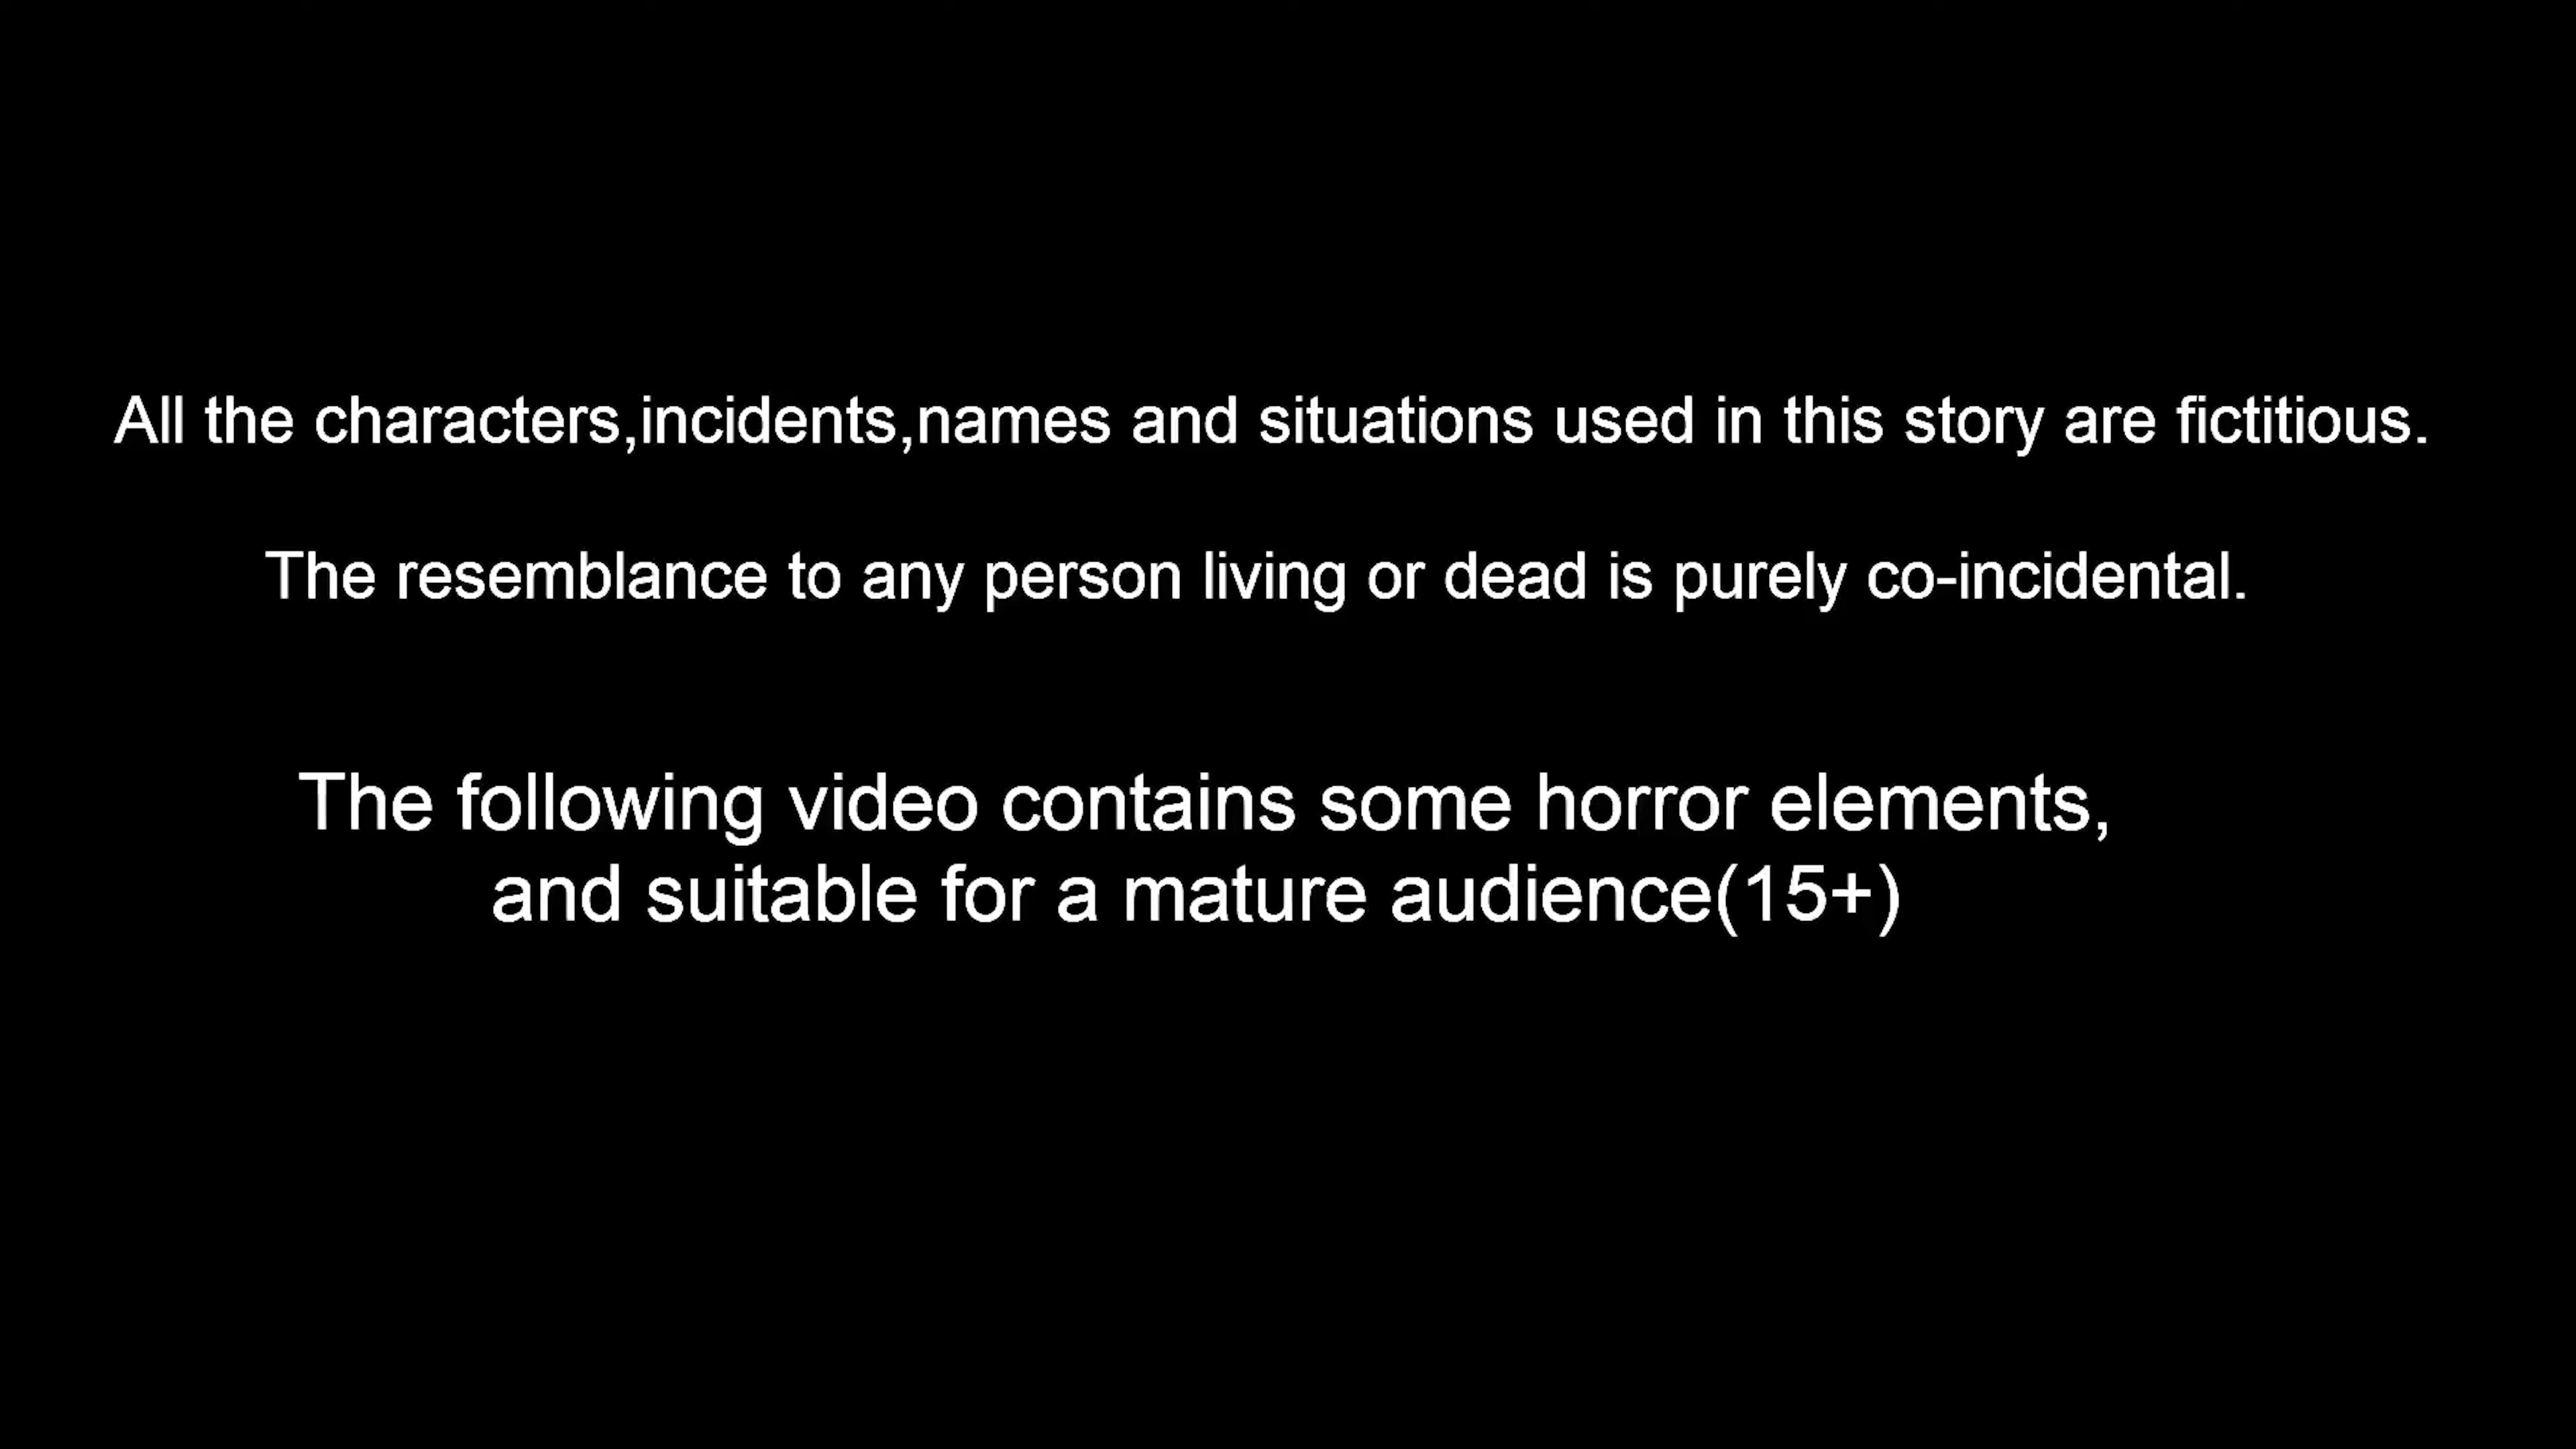 All the characters,incidents,names and situations used in this story are fictitious.
The resemblance to any person living or dead is purely co-incidental.
The following video contains some horror elements,
and suitable for a mature audience(15+)